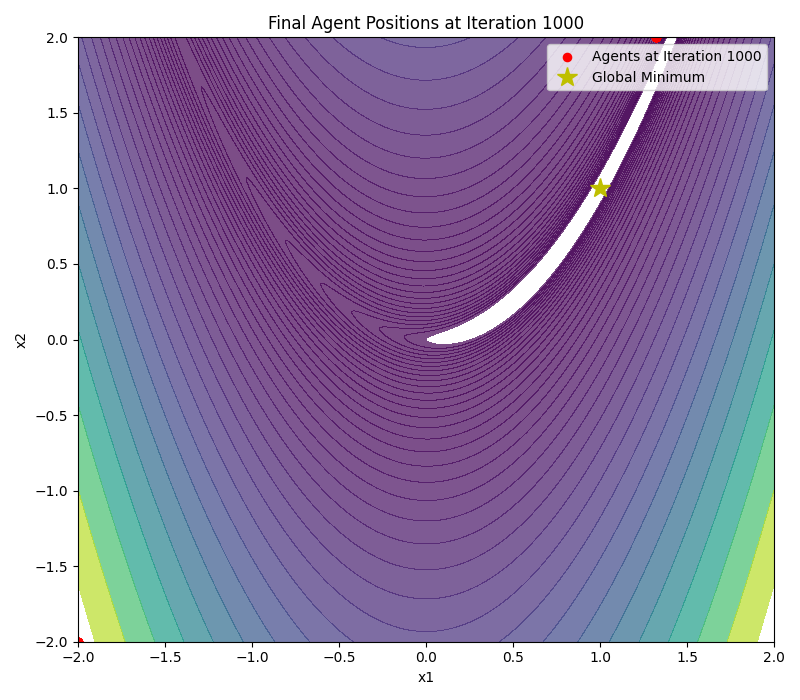 Final Agent Positions at Iteration 1000
Agents at Iteration 1000
Global Minimum
x2
2.0
1.5
1.0
0.5
0.0
−0.5
−1.0
−1.5
−2.0
−2.0 −1.5 −1.0 −0.5 0.0 0.5 1.0 1.5 2.0
x1